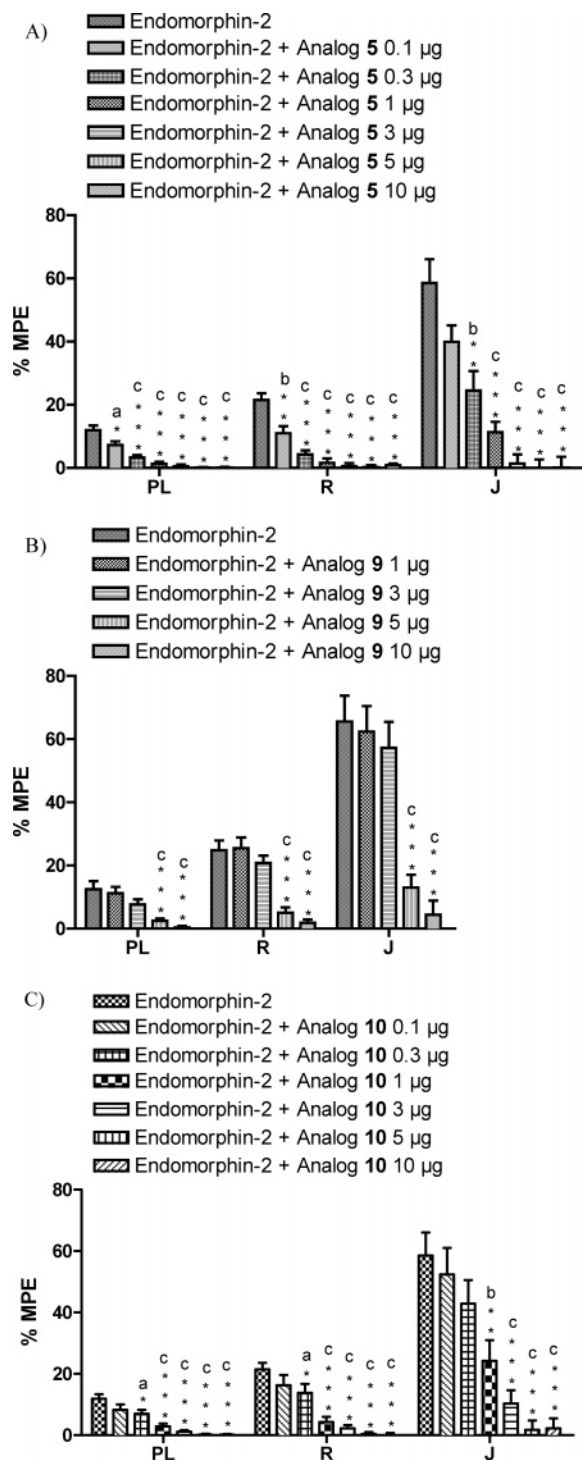 A)
Endomorphin-2
Endomorphin-2 + Analog 5 0.1 µg
Endomorphin-2 + Analog 5 0.3 µg
Endomorphin-2 + Analog 5 1 µg
Endomorphin-2 + Analog 5 3 µg
Endomorphin-2 + Analog 5 5 µg
Endomorphin-2 + Analog 5 10 µg
% MPE
80
60
40
20
0
a * c *** c *** c *** c *** c ***
b ** c *** c *** c *** c *** c ***
b ** c *** c *** c *** c ***
PL R J
B)
Endomorphin-2
Endomorphin-2 + Analog 9 1 µg
Endomorphin-2 + Analog 9 3 µg
Endomorphin-2 + Analog 9 5 µg
Endomorphin-2 + Analog 9 10 µg
% MPE
80
60
40
20
0
c *** c ***
c *** c ***
c *** c ***
PL R J
C)
Endomorphin-2
Endomorphin-2 + Analog 10 0.1 µg
Endomorphin-2 + Analog 10 0.3 µg
Endomorphin-2 + Analog 10 1 µg
Endomorphin-2 + Analog 10 3 µg
Endomorphin-2 + Analog 10 5 µg
Endomorphin-2 + Analog 10 10 µg
% MPE
80
60
40
20
0
a * c *** c *** c *** c ***
a * c *** c *** c *** c ***
b ** c *** c *** c ***
PL R J